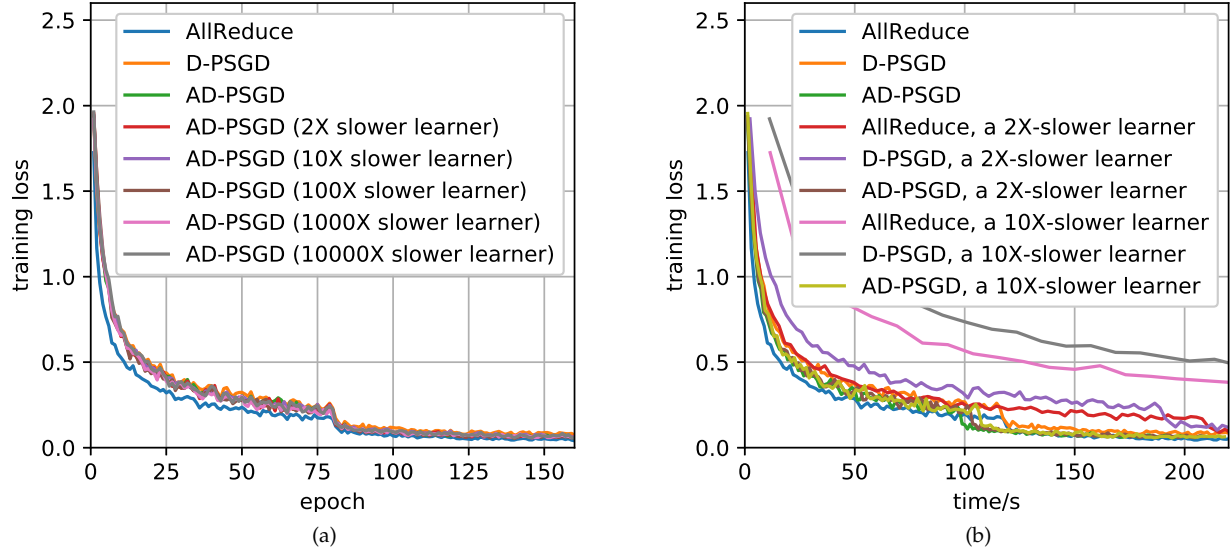 2.5
2.0
1.5
1.0
0.5
0.0
training loss
AllReduce
D-PSGD
AD-PSGD
AD-PSGD (2X slower learner)
AD-PSGD (10X slower learner)
AD-PSGD (100X slower learner)
AD-PSGD (1000X slower learner)
AD-PSGD (10000X slower learner)
0 25 50 75 100 125 150
epoch
(a)
2.5
2.0
1.5
1.0
0.5
0.0
training loss
AllReduce
D-PSGD
AD-PSGD
AllReduce, a 2X-slower learner
D-PSGD, a 2X-slower learner
AD-PSGD, a 2X-slower learner
AllReduce, a 10X-slower learner
D-PSGD, a 10X-slower learner
AD-PSGD, a 10X-slower learner
0 50 100 150 200
time/s
(b)